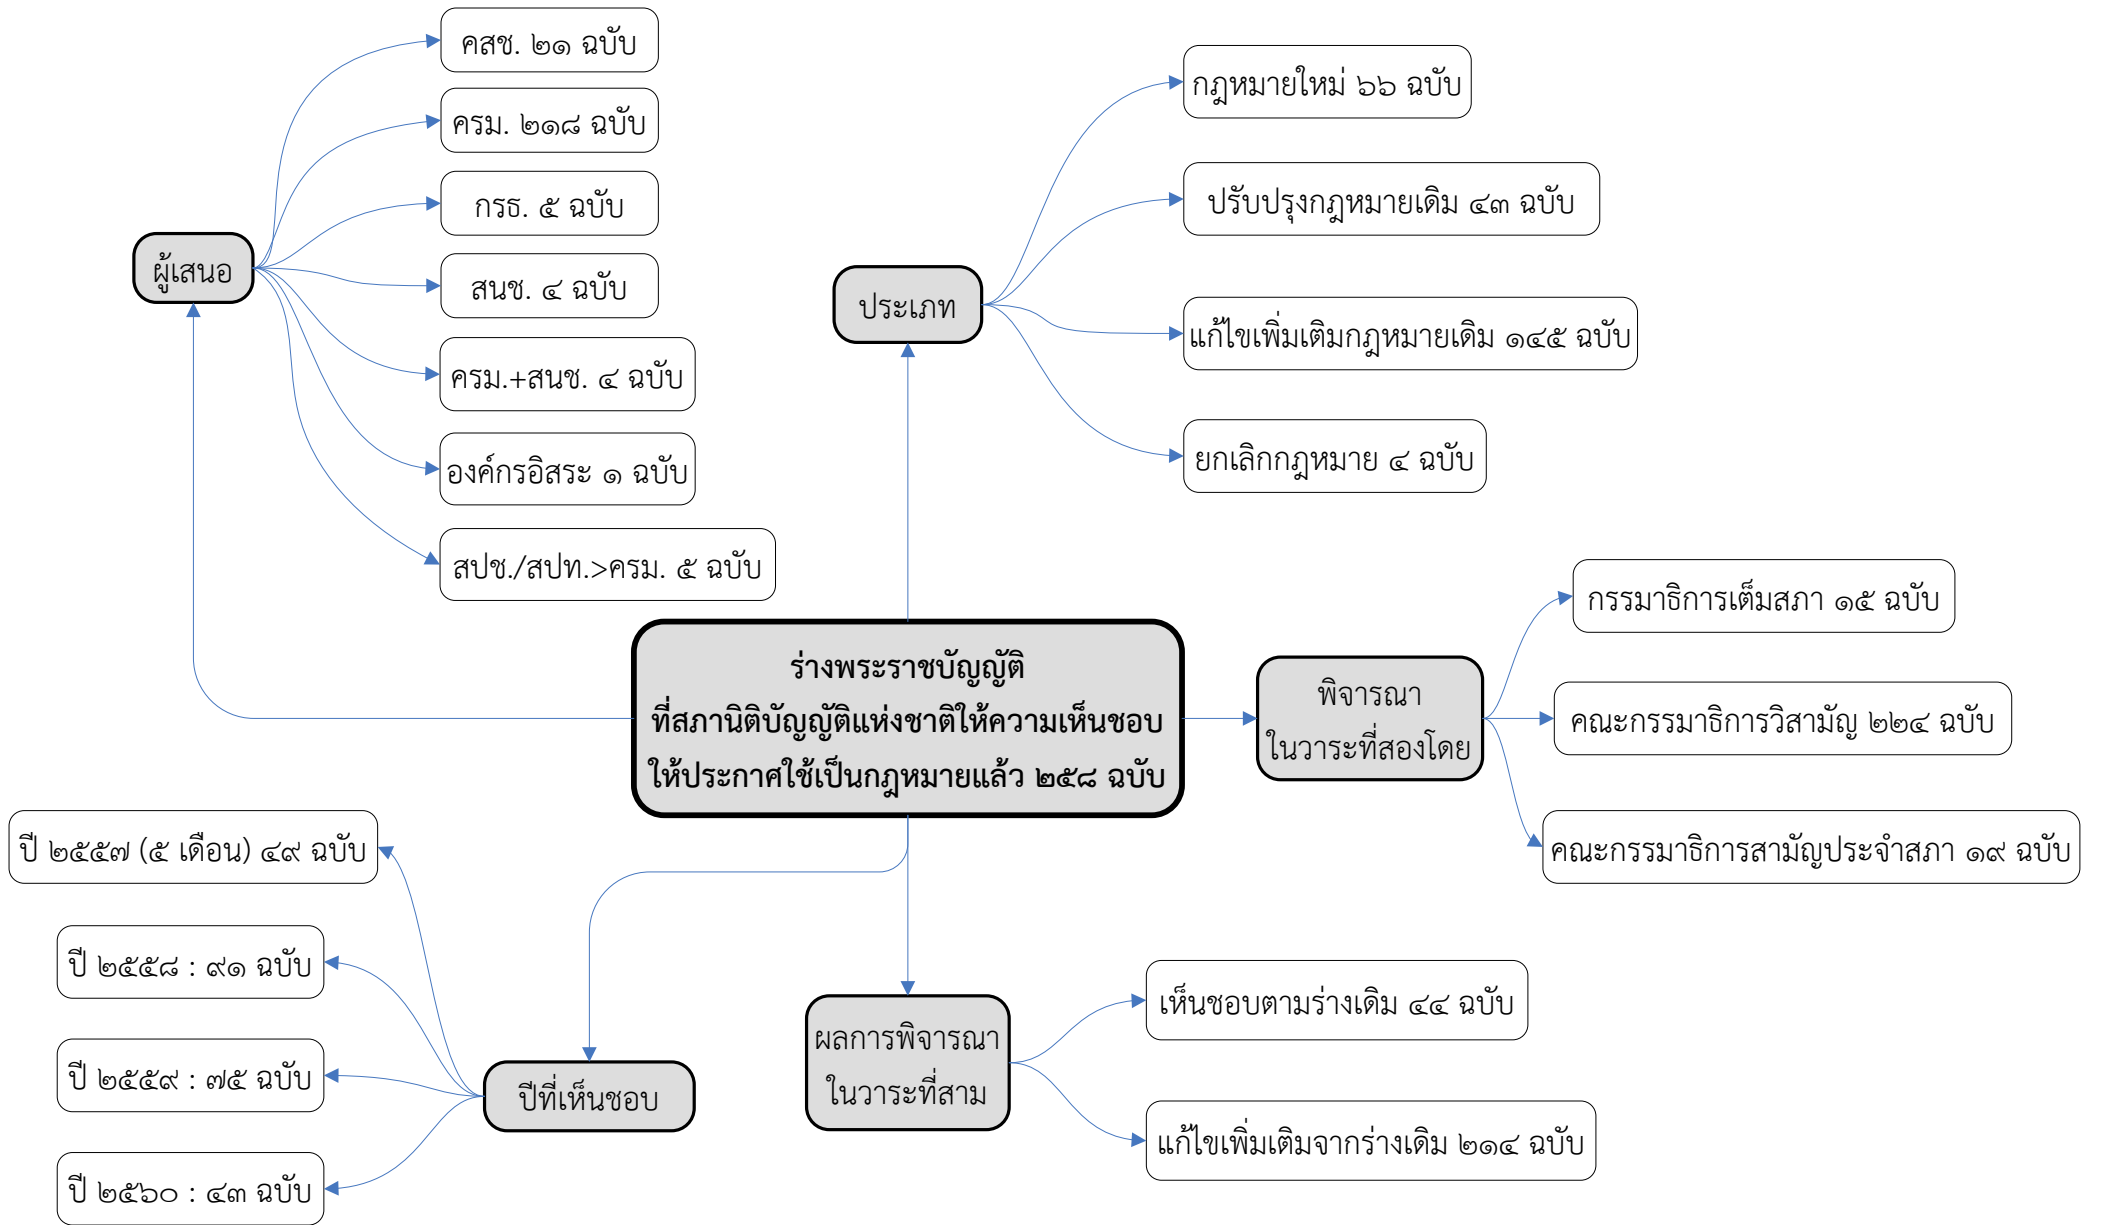 คสช. ๒๑ ฉบับ
ครม. ๒๑๘ ฉบับ
กรธ. ๕ ฉบับ
ผู้เสนอ
สนช. ๔ ฉบับ
ครม.+สนช. ๔ ฉบับ
องค์กรอิสระ ๑ ฉบับ
สปช./สปท.>ครม. ๕ ฉบับ
กฎหมายใหม่ ๖๖ ฉบับ
ปรับปรุงกฎหมายเดิม ๔๓ ฉบับ
ประเภท
แก้ไขเพิ่มเติมกฎหมายเดิม ๑๔๕ ฉบับ
ยกเลิกกฎหมาย ๔ ฉบับ
ร่างพระราชบัญญัติ
ที่สภานิติบัญญัติแห่งชาติให้ความเห็นชอบ
ให้ประกาศใช้เป็นกฎหมายแล้ว ๒๕๘ ฉบับ
พิจารณา
ในวาระที่สองโดย
กรรมาธิการเต็มสภา ๑๕ ฉบับ
คณะกรรมาธิการวิสามัญ ๒๒๔ ฉบับ
คณะกรรมาธิการสามัญประจำสภา ๑๙ ฉบับ
ปี ๒๕๕๗ (๕ เดือน) ๔๙ ฉบับ
ปี ๒๕๕๘ : ๙๑ ฉบับ
ปี ๒๕๕๙ : ๗๕ ฉบับ
ปี ๒๕๖๐ : ๔๓ ฉบับ
ปีที่เห็นชอบ
ผลการพิจารณา
ในวาระที่สาม
เห็นชอบตามร่างเดิม ๔๔ ฉบับ
แก้ไขเพิ่มเติมจากร่างเดิม ๒๑๔ ฉบับ